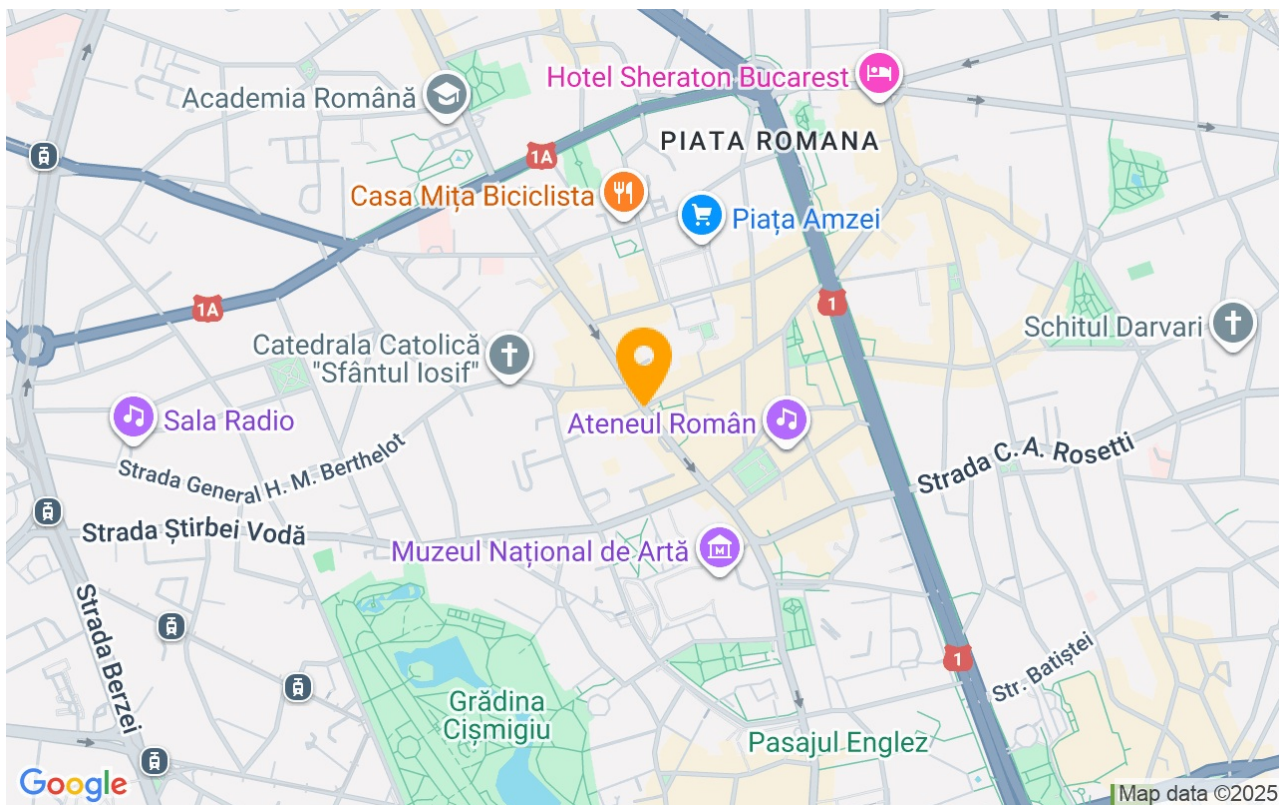 Hotel Sheraton Bucarest
Academia Română
PIATA ROMANA
1A
Casa Mița Biciclista
Piața Amzei
1
1A
Schitul Darvari
Catedrala Catolică
"Sfântul Iosif"
Sala Radio
Ateneul Român
Strada General H. M. Berthelot
Strada C. A. Rosetti
Strada Știrbei Vodă
Muzeul Național de Artă
M
Strada Berzei
1
Str. Batiștei
Grădina
Cișmigiu
Pasajul Englez
Google
Map data ©2025